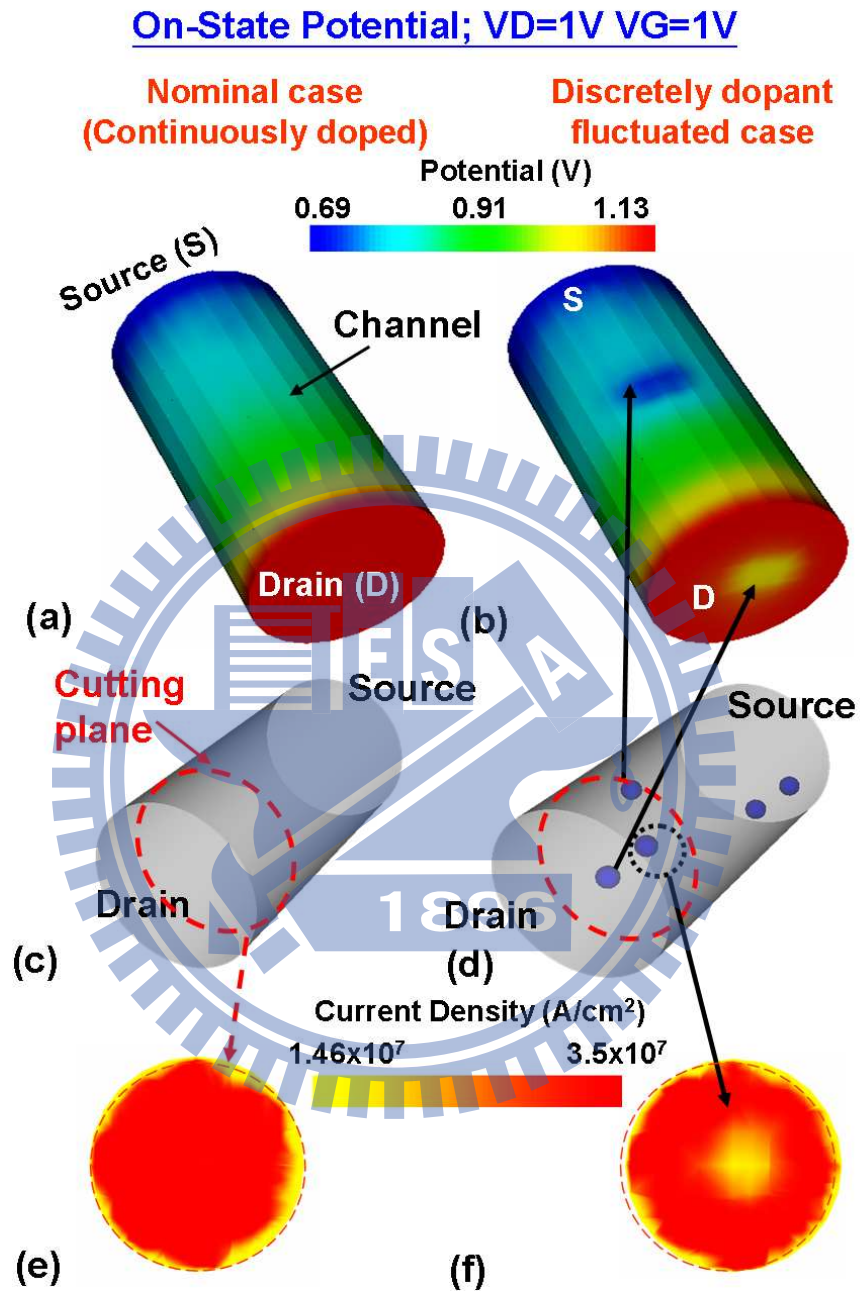 On-State Potential; VD=1V VG=1V
Nominal case
(Continuously doped)
Discretely dopant
fluctuated case
Potential (V)
0.69 0.91 1.13
Source (S)
Channel
S
Drain (D)
D
(a)
(b)
ESA
Cutting
plane
Source
Source
Drain
Drain
1896
(c)
(d)
Current Density (A/cm²)
1.46x10⁷ 3.5x10⁷
(e)
(f)